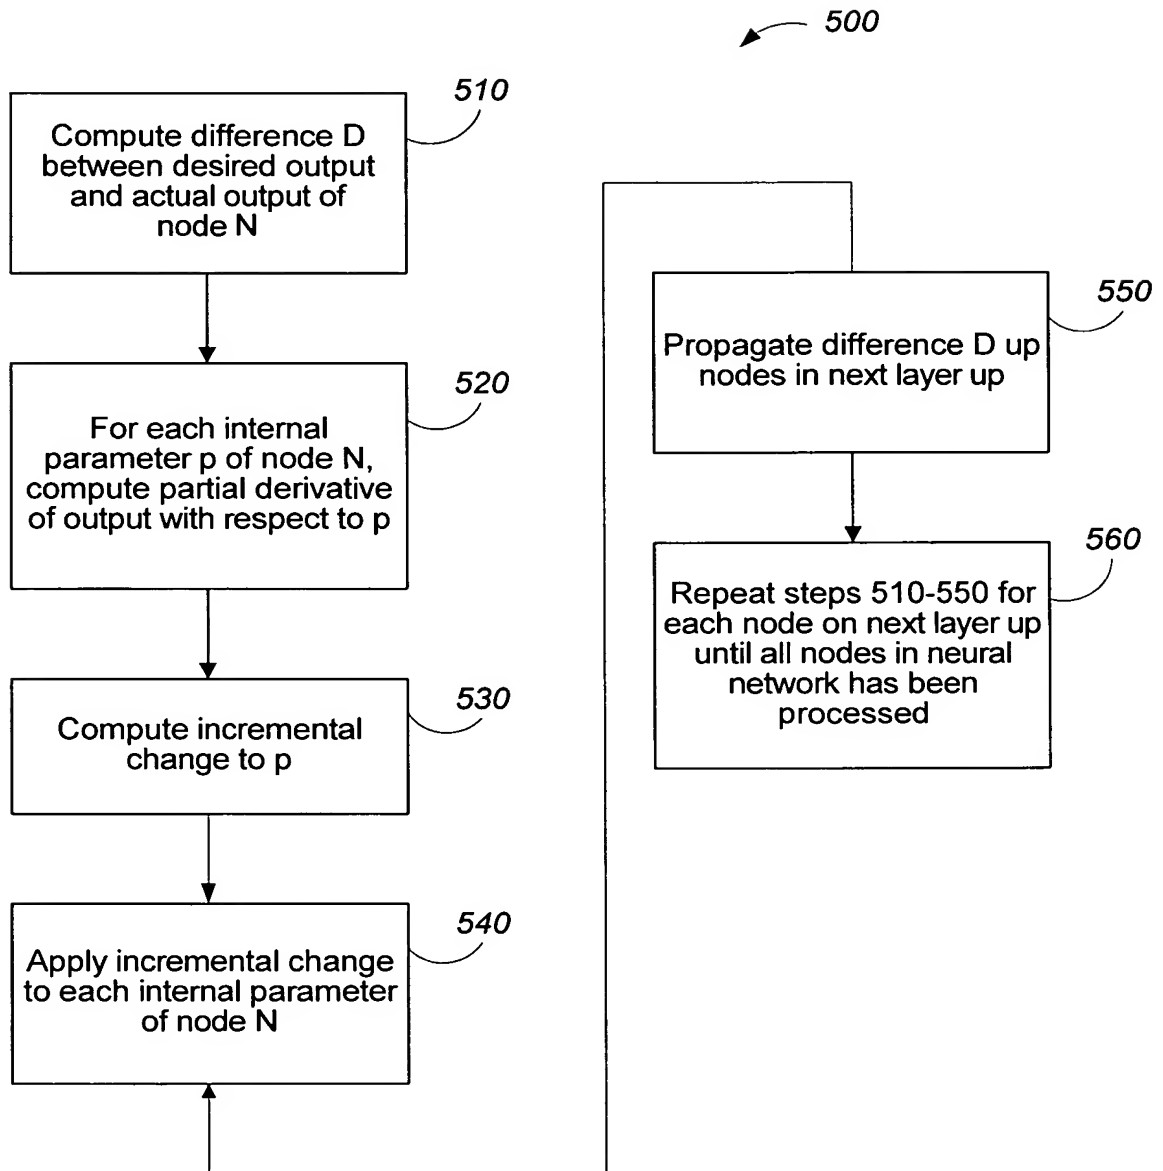 500
510
Compute difference D
between desired output
and actual output of
node N
520
For each internal
parameter p of node N,
compute partial derivative
of output with respect to p
530
Compute incremental
change to p
540
Apply incremental change
to each internal parameter
of node N
550
Propagate difference D up
nodes in next layer up
560
Repeat steps 510-550 for
each node on next layer up
until all nodes in neural
network has been
processed